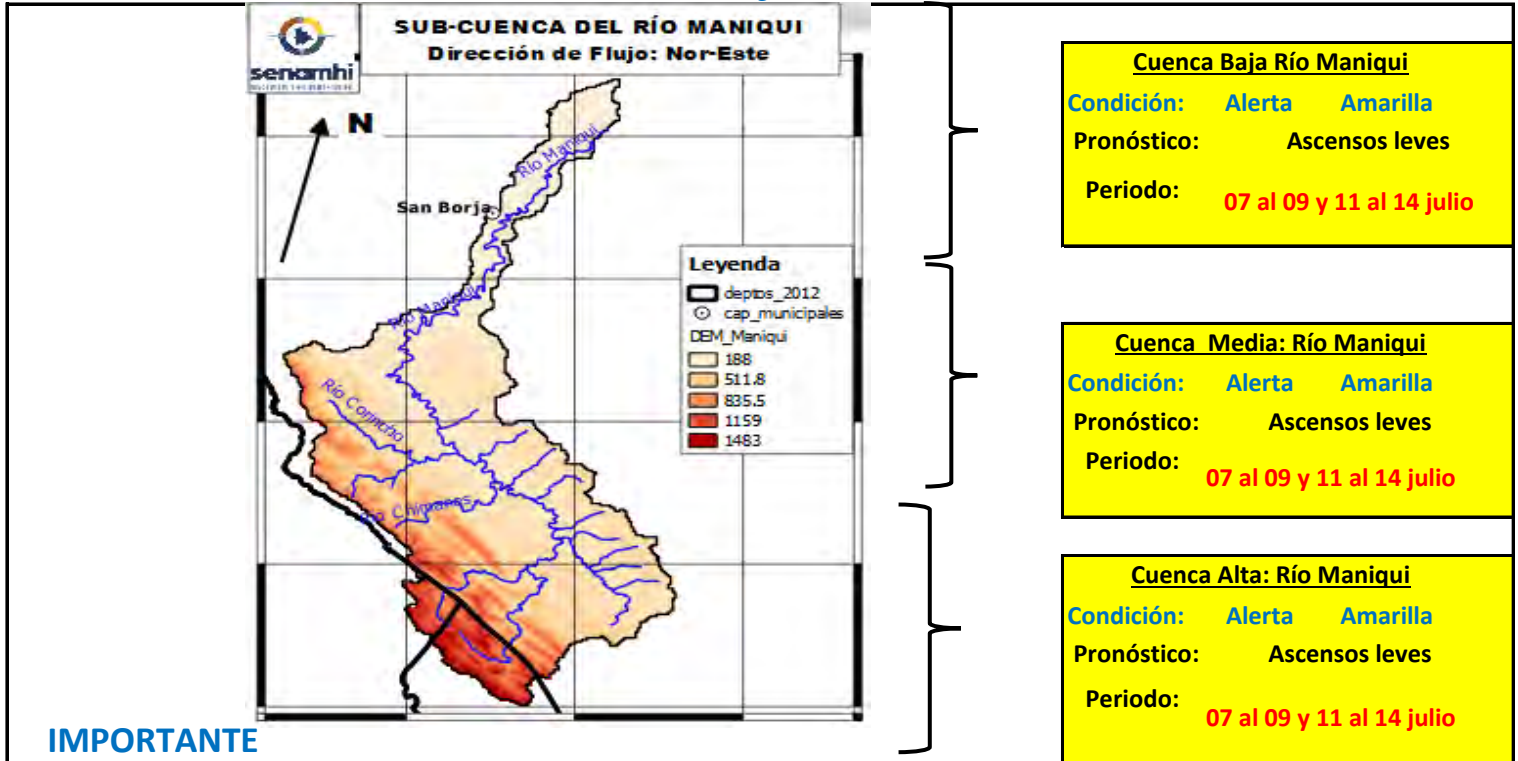 SUB-CUENCA DEL RÍO MANIQUI
Dirección de Flujo: Nor-Este
senamhi
N
Río Maniqui
San Borja
Río Maniqui
Leyenda
deptos_2012
cap_municipales
DEM_Maniqui
188
511.8
835.5
1159
1483
Chimanes
Cuenca Baja Río Maniqui
Condición: Alerta Amarilla
Pronóstico: Ascensos leves
Periodo: 07 al 09 y 11 al 14 julio
Cuenca Media: Río Maniqui
Condición: Alerta Amarilla
Pronóstico: Ascensos leves
Periodo: 07 al 09 y 11 al 14 julio
Cuenca Alta: Río Maniqui
Condición: Alerta Amarilla
Pronóstico: Ascensos leves
Periodo: 07 al 09 y 11 al 14 julio
IMPORTANTE